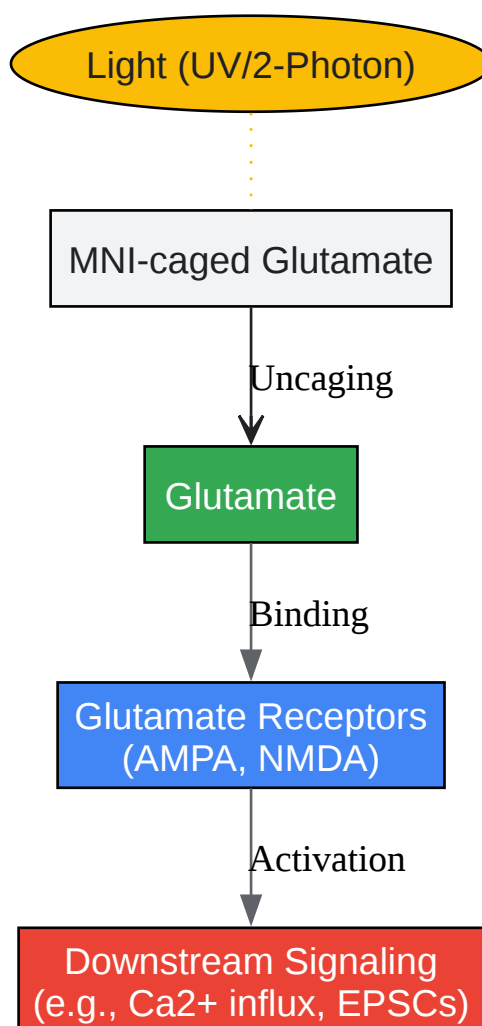 Light (UV/2-Photon)
MNI-caged Glutamate
Uncaging
Glutamate
Binding
Glutamate Receptors
(AMPA, NMDA)
Activation
Downstream Signaling
(e.g., Ca2+ influx, EPSCs)